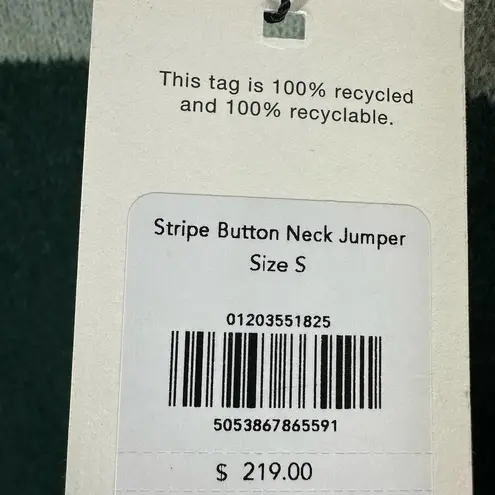 This tag is 100% recycled
and 100% recyclable.
Stripe Button Neck Jumper
Size S
01203551825
5053867865591
$ 219.00